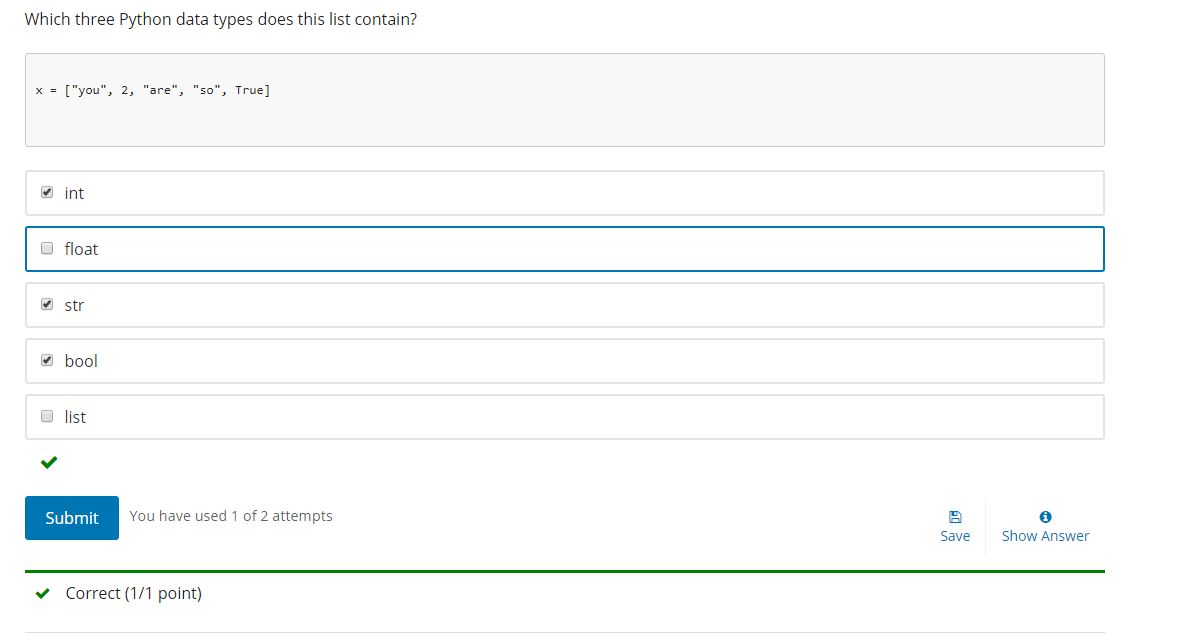 Which three Python data types does this list contain?
x = ["you", 2, "are", "so", True]
int
float
str
bool
list
Submit
You have used 1 of 2 attempts
Save
Show Answer
Correct (1/1 point)